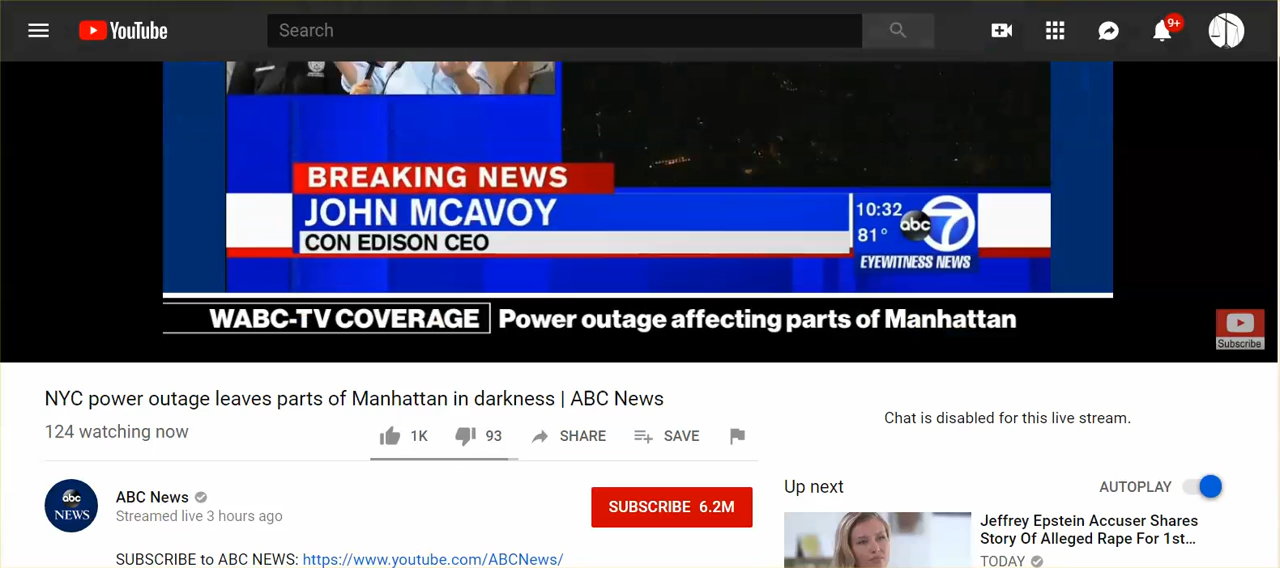 YouTube
Search
9+
BREAKING NEWS
JOHN MCAVOY
CON EDISON CEO
10:32
81°
abc 7
EYEWITNESS NEWS
WABC-TV COVERAGE Power outage affecting parts of Manhattan
Subscribe
NYC power outage leaves parts of Manhattan in darkness | ABC News
124 watching now
1K 93 SHARE SAVE
Chat is disabled for this live stream.
abc NEWS
ABC News
Streamed live 3 hours ago
SUBSCRIBE 6.2M
SUBSCRIBE to ABC NEWS: https://www.youtube.com/ABCNews/
Up next
AUTOPLAY
Jeffrey Epstein Accuser Shares
Story Of Alleged Rape For 1st...
TODAY